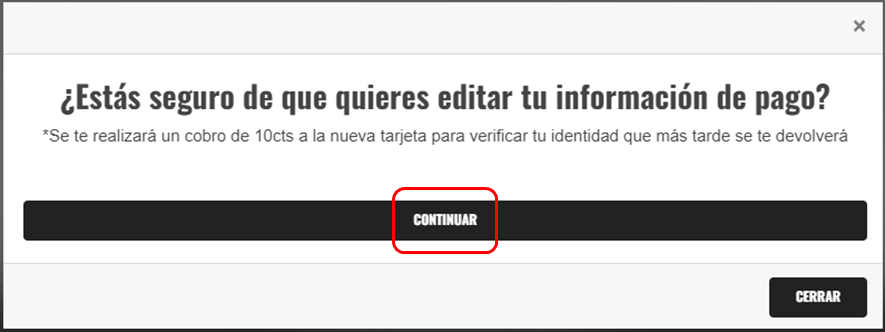 ×
¿Estás seguro de que quieres editar tu información de pago?
*Se te realizará un cobro de 10cts a la nueva tarjeta para verificar tu identidad que más tarde se te devolverá
CONTINUAR
CERRAR